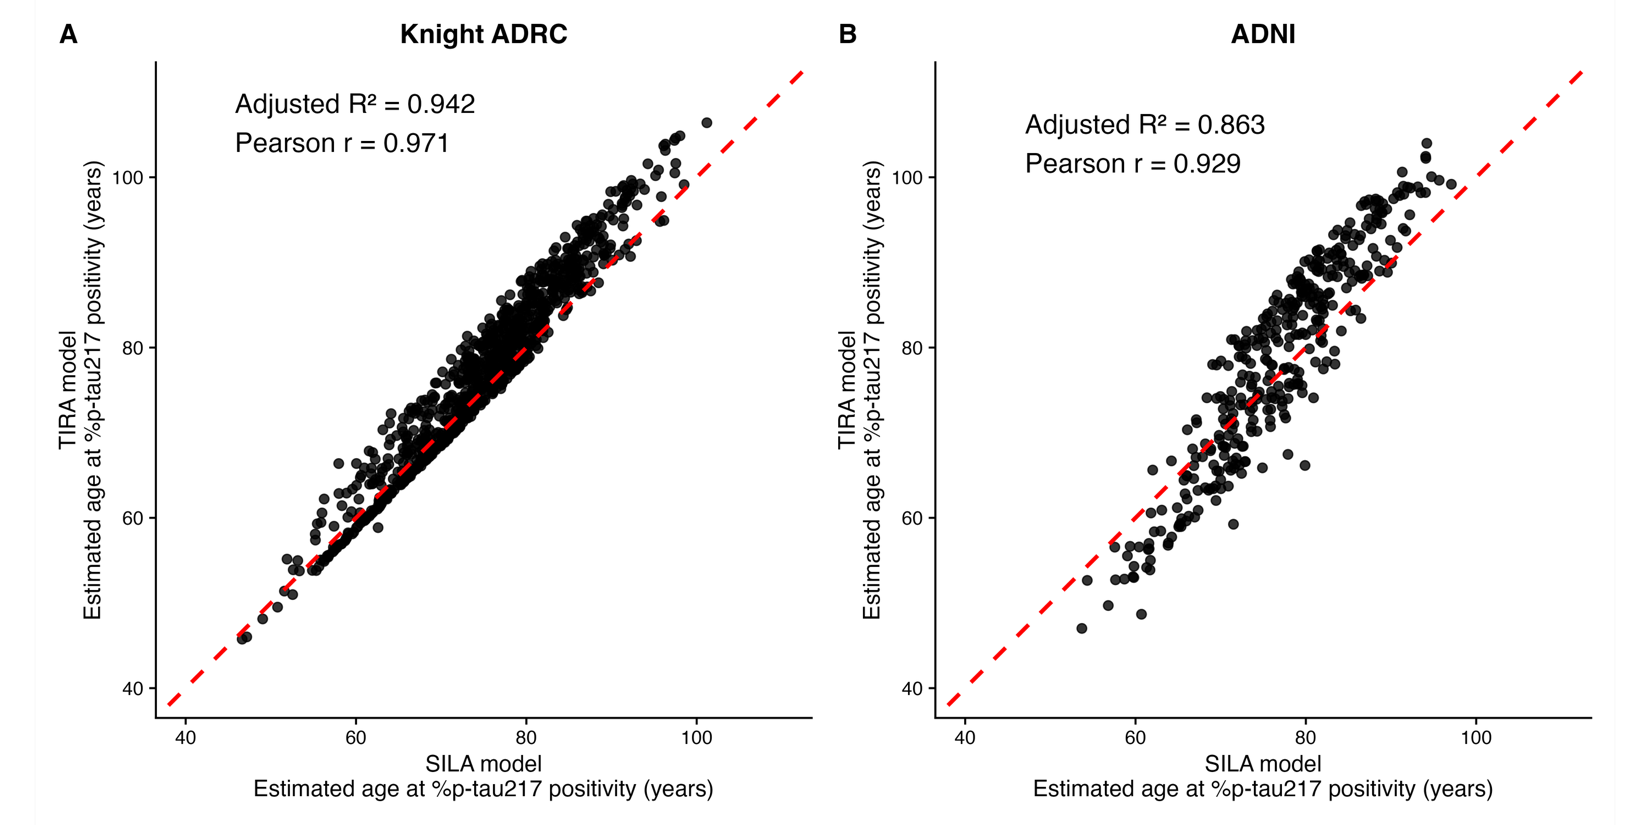 A
Knight ADRC
Adjusted R² = 0.942
Pearson r = 0.971
TIRA model
Estimated age at %p-tau217 positivity (years)
100
80
60
40
40
60
80
100
SILA model
Estimated age at %p-tau217 positivity (years)
B
ADNI
Adjusted R² = 0.863
Pearson r = 0.929
TIRA model
Estimated age at %p-tau217 positivity (years)
100
80
60
40
40
60
80
100
SILA model
Estimated age at %p-tau217 positivity (years)